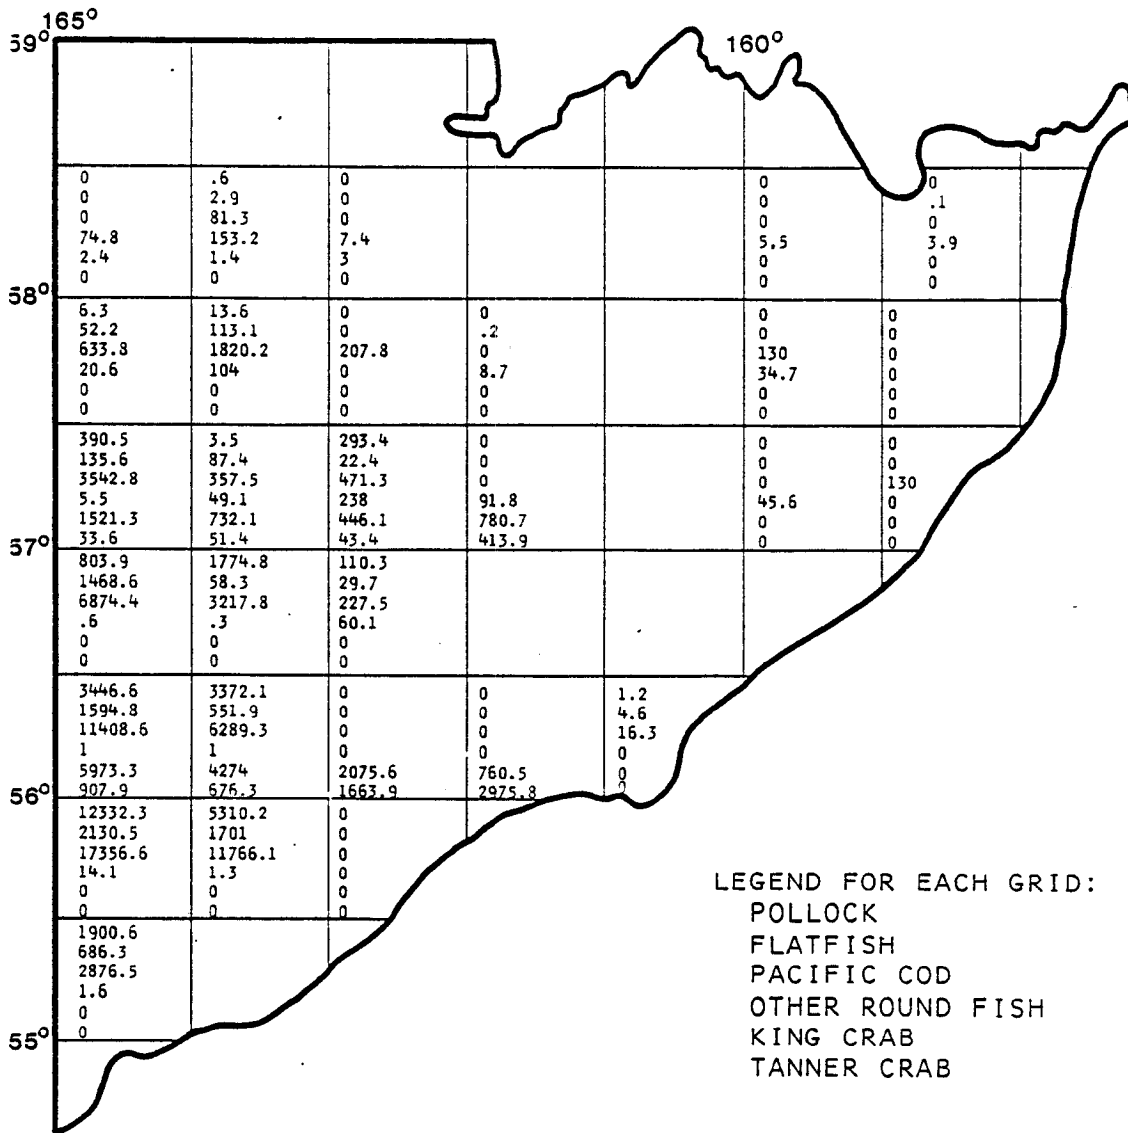 165°
59°
160°
0 .6 0 0 0
0 2.9 0 0 .1
0 81.3 0 0 0
74.8 153.2 7.4 5.5 3.9
2.4 1.4 3 0 0
0 0 0 0 0
58°
6.3 13.6 0 0 0 0
52.2 113.1 0 .2 0 0
633.8 1820.2 207.8 0 130 0
20.6 104 0 8.7 34.7 0
0 0 0 0 0 0
0 0 0 0 0 0
390.5 3.5 293.4 0 0 0
135.6 87.4 22.4 0 0 0
3542.8 357.5 471.3 0 0 130
5.5 49.1 238 91.8 45.6 0
1521.3 732.1 446.1 780.7 0 0
33.6 51.4 43.4 413.9 0 0
57°
803.9 1774.8 110.3
1468.6 58.3 29.7
6874.4 3217.8 227.5
.6 .3 60.1
0 0 0
0 0 0
3446.6 3372.1 0 0 1.2
1594.8 551.9 0 0 4.6
11408.6 6289.3 0 0 16.3
1 1 0 0 0
5973.3 4274 2075.6 760.5 0
907.9 676.3 1663.9 2975.8 0
56°
12332.3 5310.2 0
2130.5 1701 0
17356.6 11766.1 0
14.1 1.3 0
0 0 0
0 0 0
1900.6
686.3
2876.5
1.6
0
0
55°
LEGEND FOR EACH GRID:
POLLOCK
FLATFISH
PACIFIC COD
OTHER ROUND FISH
KING CRAB
TANNER CRAB